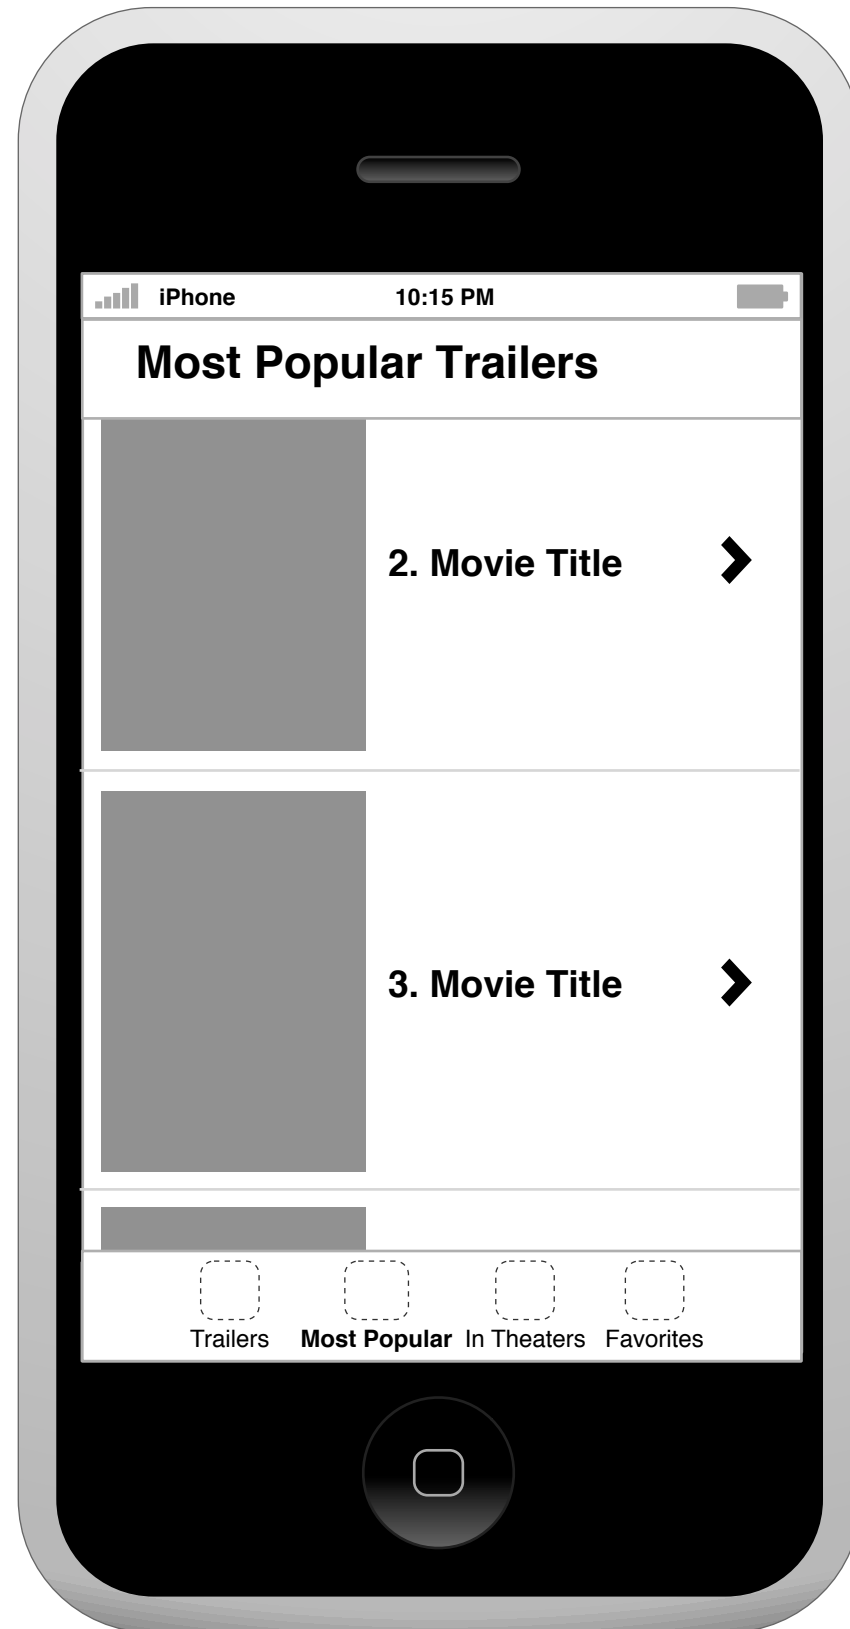 iPhone 10:15 PM
Most Popular Trailers
2. Movie Title
3. Movie Title
Trailers Most Popular In Theaters Favorites